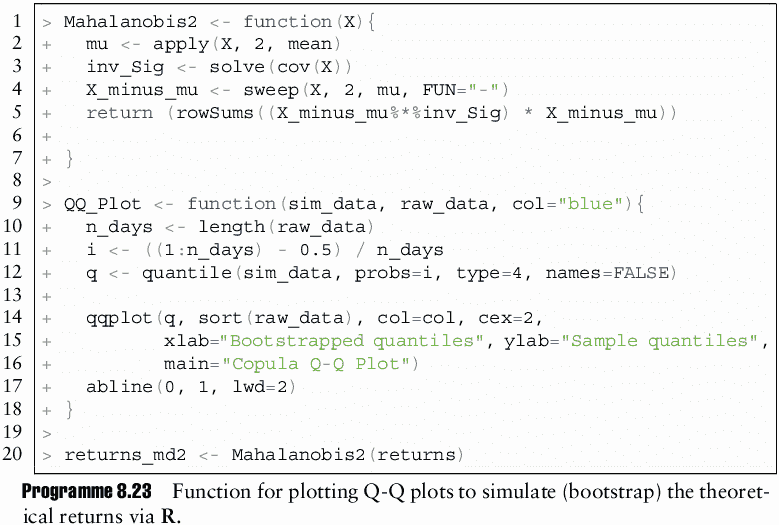 1 > Mahalanobis2 <- function(X){
2 +   mu <- apply(X, 2, mean)
3 +   inv_Sig <- solve(cov(X))
4 +   X_minus_mu <- sweep(X, 2, mu, FUN="-")
5 +   return (rowSums((X_minus_mu%*%inv_Sig) * X_minus_mu))
6 +
7 + }
8 >
9 > QQ_Plot <- function(sim_data, raw_data, col="blue"){
10 +   n_days <- length(raw_data)
11 +   i <- ((1:n_days) - 0.5) / n_days
12 +   q <- quantile(sim_data, probs=i, type=4, names=FALSE)
13 +
14 +   qqplot(q, sort(raw_data), col=col, cex=2,
15 +          xlab="Bootstrapped quantiles", ylab="Sample quantiles",
16 +          main="Copula Q-Q Plot")
17 +   abline(0, 1, lwd=2)
18 + }
19 >
20 > returns_md2 <- Mahalanobis2(returns)
Programme 8.23 Function for plotting Q-Q plots to simulate (bootstrap) the theoret-
ical returns via R.